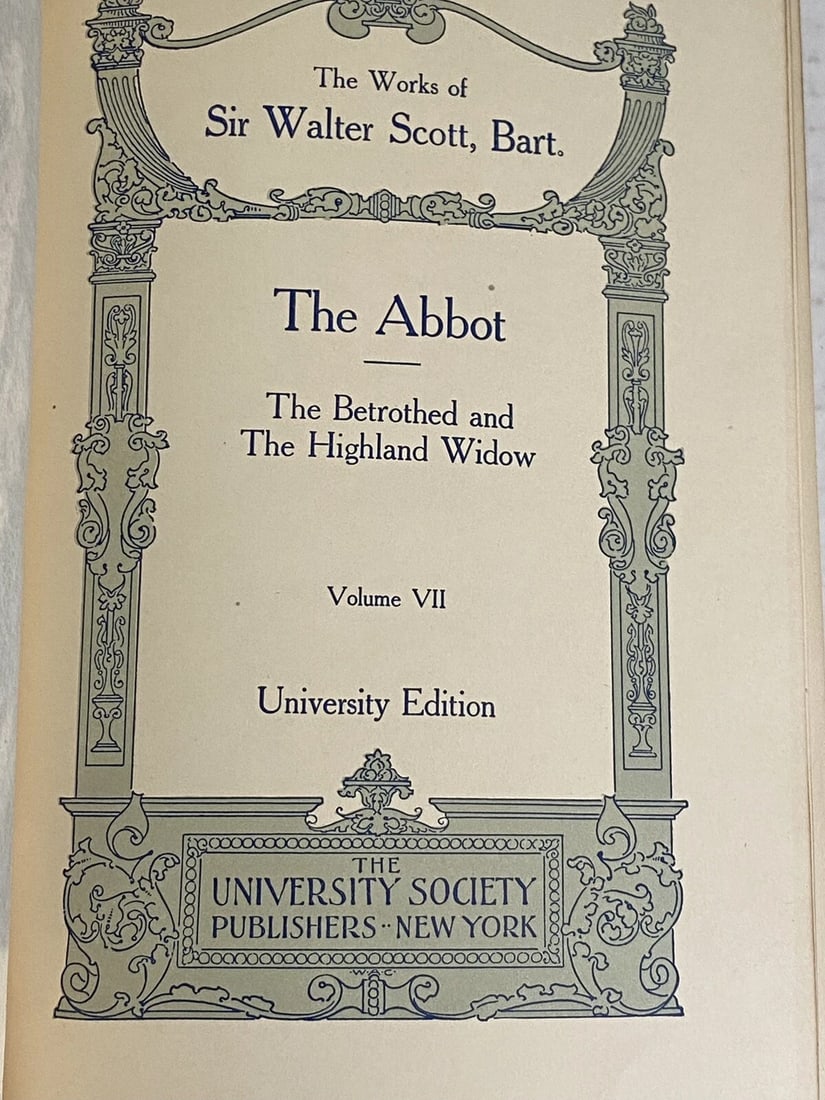 The Works of
Sir Walter Scott, Bart.
The Abbot
The Betrothed and
The Highland Widow
Volume VII
University Edition
THE
UNIVERSITY SOCIETY
PUBLISHERS·· NEW YORK
·W·A·C·